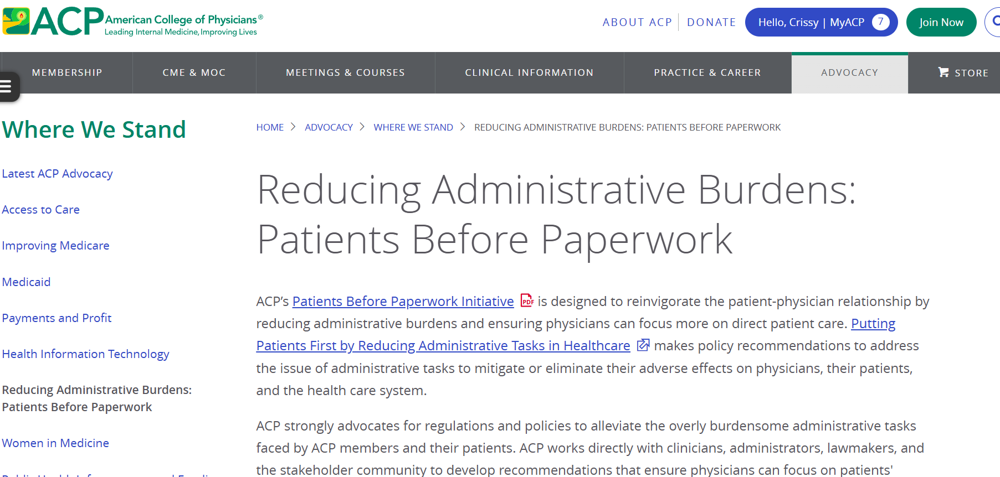 ACP American College of Physicians®
Leading Internal Medicine, Improving Lives
ABOUT ACP
DONATE
Hello, Crissy | MyACP 7
Join Now
MEMBERSHIP
CME & MOC
MEETINGS & COURSES
CLINICAL INFORMATION
PRACTICE & CAREER
ADVOCACY
STORE
Where We Stand
Latest ACP Advocacy
Access to Care
Improving Medicare
Medicaid
Payments and Profit
Health Information Technology
Reducing Administrative Burdens:
Patients Before Paperwork
Women in Medicine
HOME > ADVOCACY > WHERE WE STAND > REDUCING ADMINISTRATIVE BURDENS: PATIENTS BEFORE PAPERWORK
Reducing Administrative Burdens:
Patients Before Paperwork
ACP’s Patients Before Paperwork Initiative PDF is designed to reinvigorate the patient-physician relationship by
reducing administrative burdens and ensuring physicians can focus more on direct patient care. Putting
Patients First by Reducing Administrative Tasks in Healthcare makes policy recommendations to address
the issue of administrative tasks to mitigate or eliminate their adverse effects on physicians, their patients,
and the health care system.
ACP strongly advocates for regulations and policies to alleviate the overly burdensome administrative tasks
faced by ACP members and their patients. ACP works directly with clinicians, administrators, lawmakers, and
the stakeholder community to develop recommendations that ensure physicians can focus on patients'